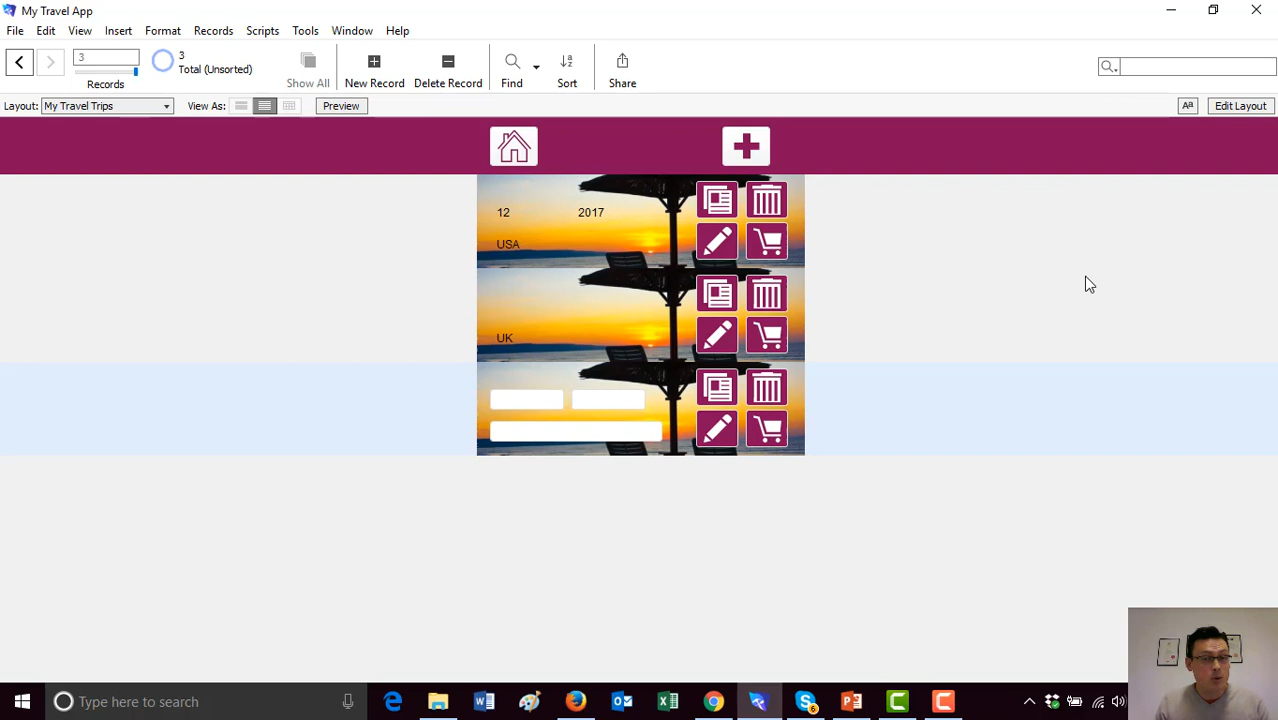 My Travel App
File Edit View Insert Format Records Scripts Tools Window Help
3
3
Total (Unsorted)
Records
Show All New Record Delete Record Find Sort Share
Layout: My Travel Trips View As: Preview Aa Edit Layout
12 2017
USA
UK
Type here to search
6